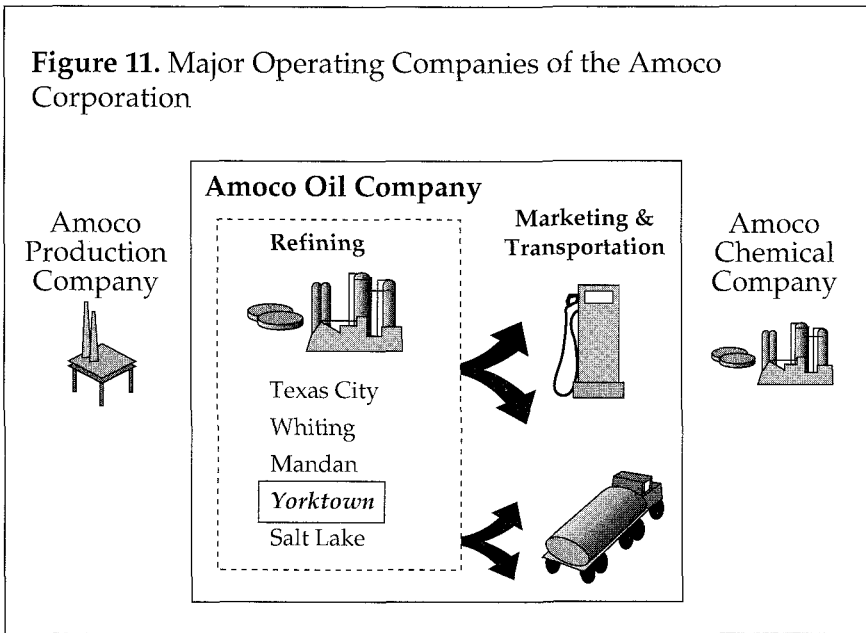 Figure 11. Major Operating Companies of the Amoco
Corporation
Amoco
Production
Company
Amoco Oil Company
Refining
Texas City
Whiting
Mandan
Yorktown
Salt Lake
Marketing &
Transportation
Amoco
Chemical
Company